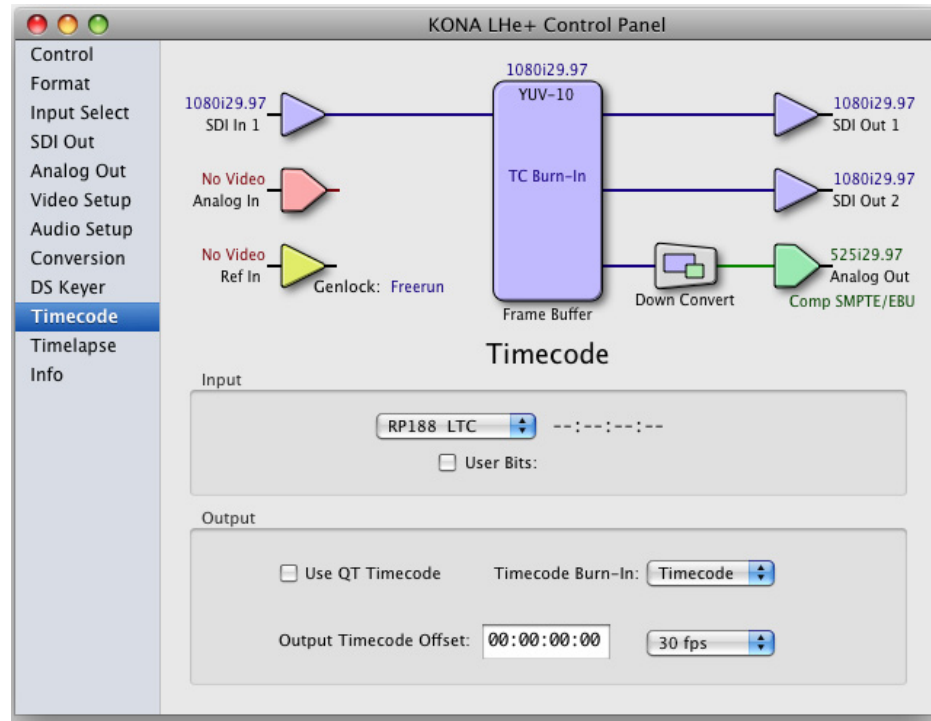 KONA LHe+ Control Panel
Control
Format
Input Select
SDI Out
Analog Out
Video Setup
Audio Setup
Conversion
DS Keyer
Timecode
Timelapse
Info
1080i29.97
SDI In 1
No Video
Analog In
No Video
Ref In
Genlock: Freerun
1080i29.97
YUV-10
TC Burn-In
Frame Buffer
Down Convert
1080i29.97
SDI Out 1
1080i29.97
SDI Out 2
525i29.97
Analog Out
Comp SMPTE/EBU
Timecode
Input
RP188 LTC --:--:--:--
User Bits:
Output
Use QT Timecode Timecode Burn-In: Timecode
Output Timecode Offset: 00:00:00:00 30 fps